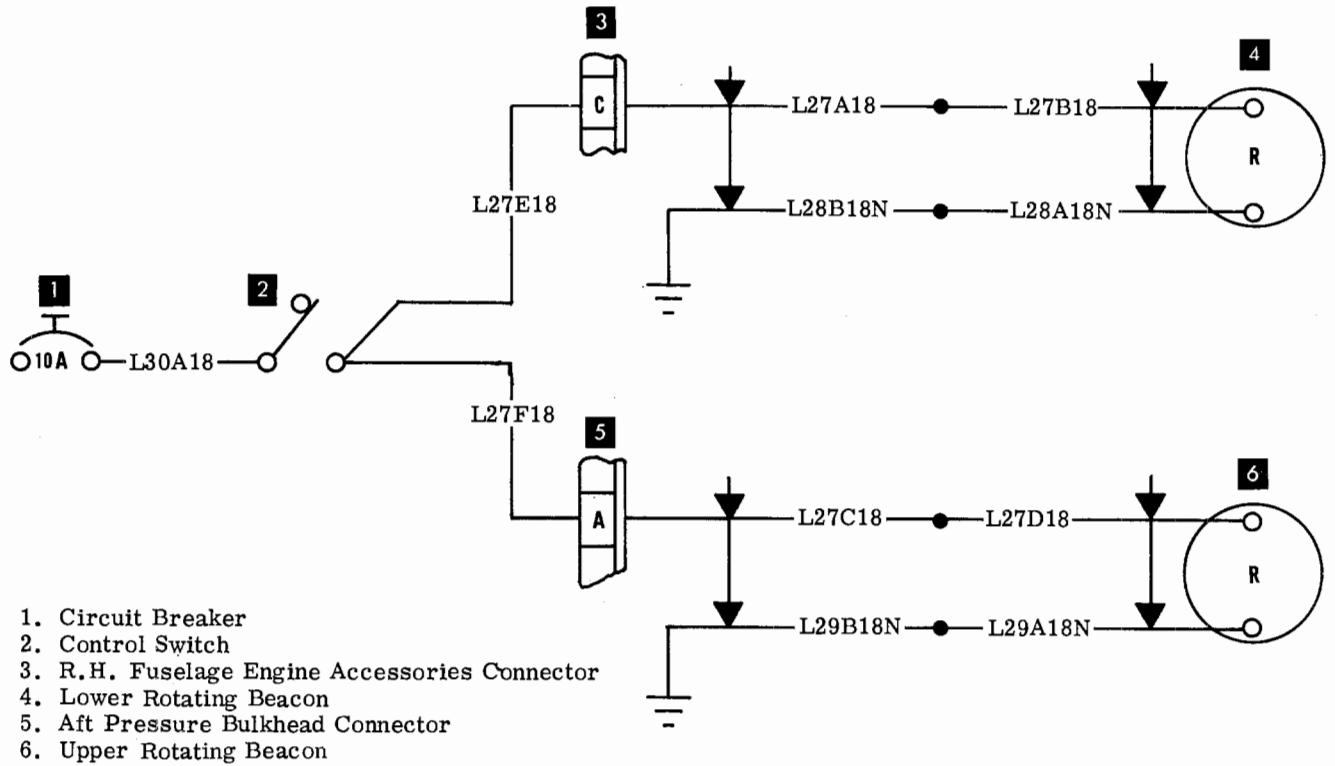 3
4
C
L27A18
L27B18
R
L27E18
L28B18N
L28A18N
1
2
10A
L30A18
L27F18
5
6
A
L27C18
L27D18
R
L29B18N
L29A18N
1. Circuit Breaker
2. Control Switch
3. R.H. Fuselage Engine Accessories Connector
4. Lower Rotating Beacon
5. Aft Pressure Bulkhead Connector
6. Upper Rotating Beacon